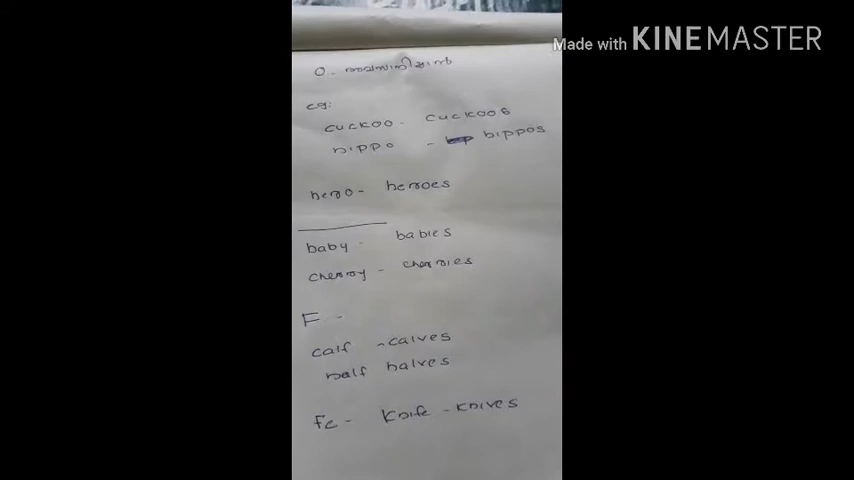 Made with KINEMASTER
O.
eg:
cuckoo - cuckoos
hippo - hippos
hero - heroes
baby - babies
cherry - cherries
F -
calf - calves
half halves
Fe - Knife - knives